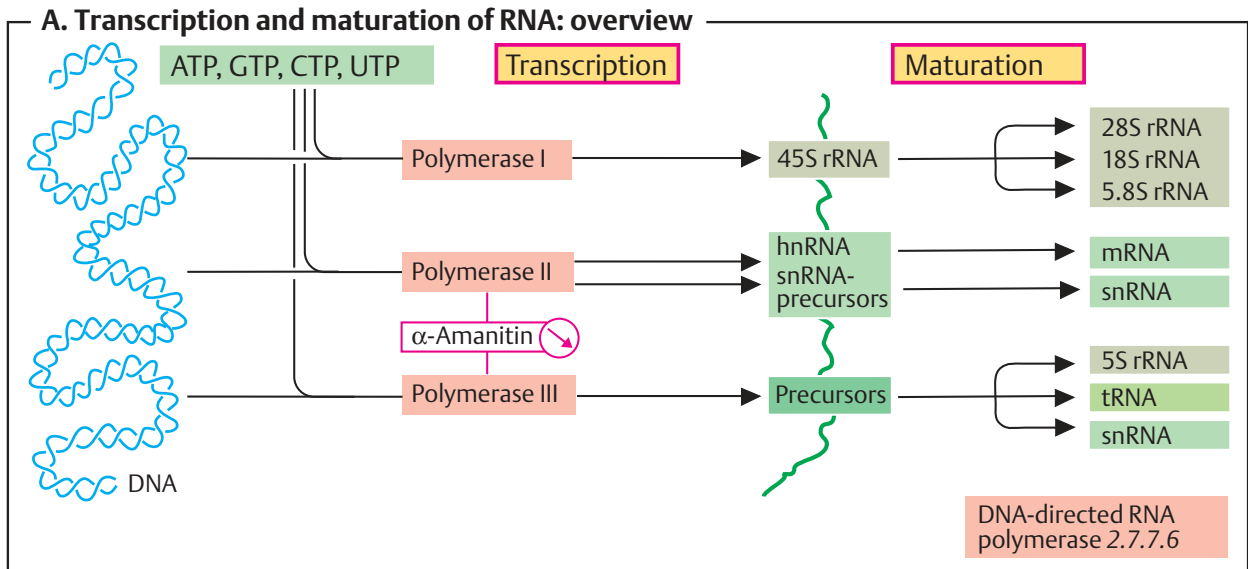 A. Transcription and maturation of RNA: overview
ATP, GTP, CTP, UTP
Transcription
Maturation
Polymerase I
45S rRNA
28S rRNA
18S rRNA
5.8S rRNA
Polymerase II
hnRNA
snRNA-
precursors
mRNA
snRNA
α-Amanitin
Polymerase III
Precursors
5S rRNA
tRNA
snRNA
DNA
DNA-directed RNA
polymerase 2.7.7.6